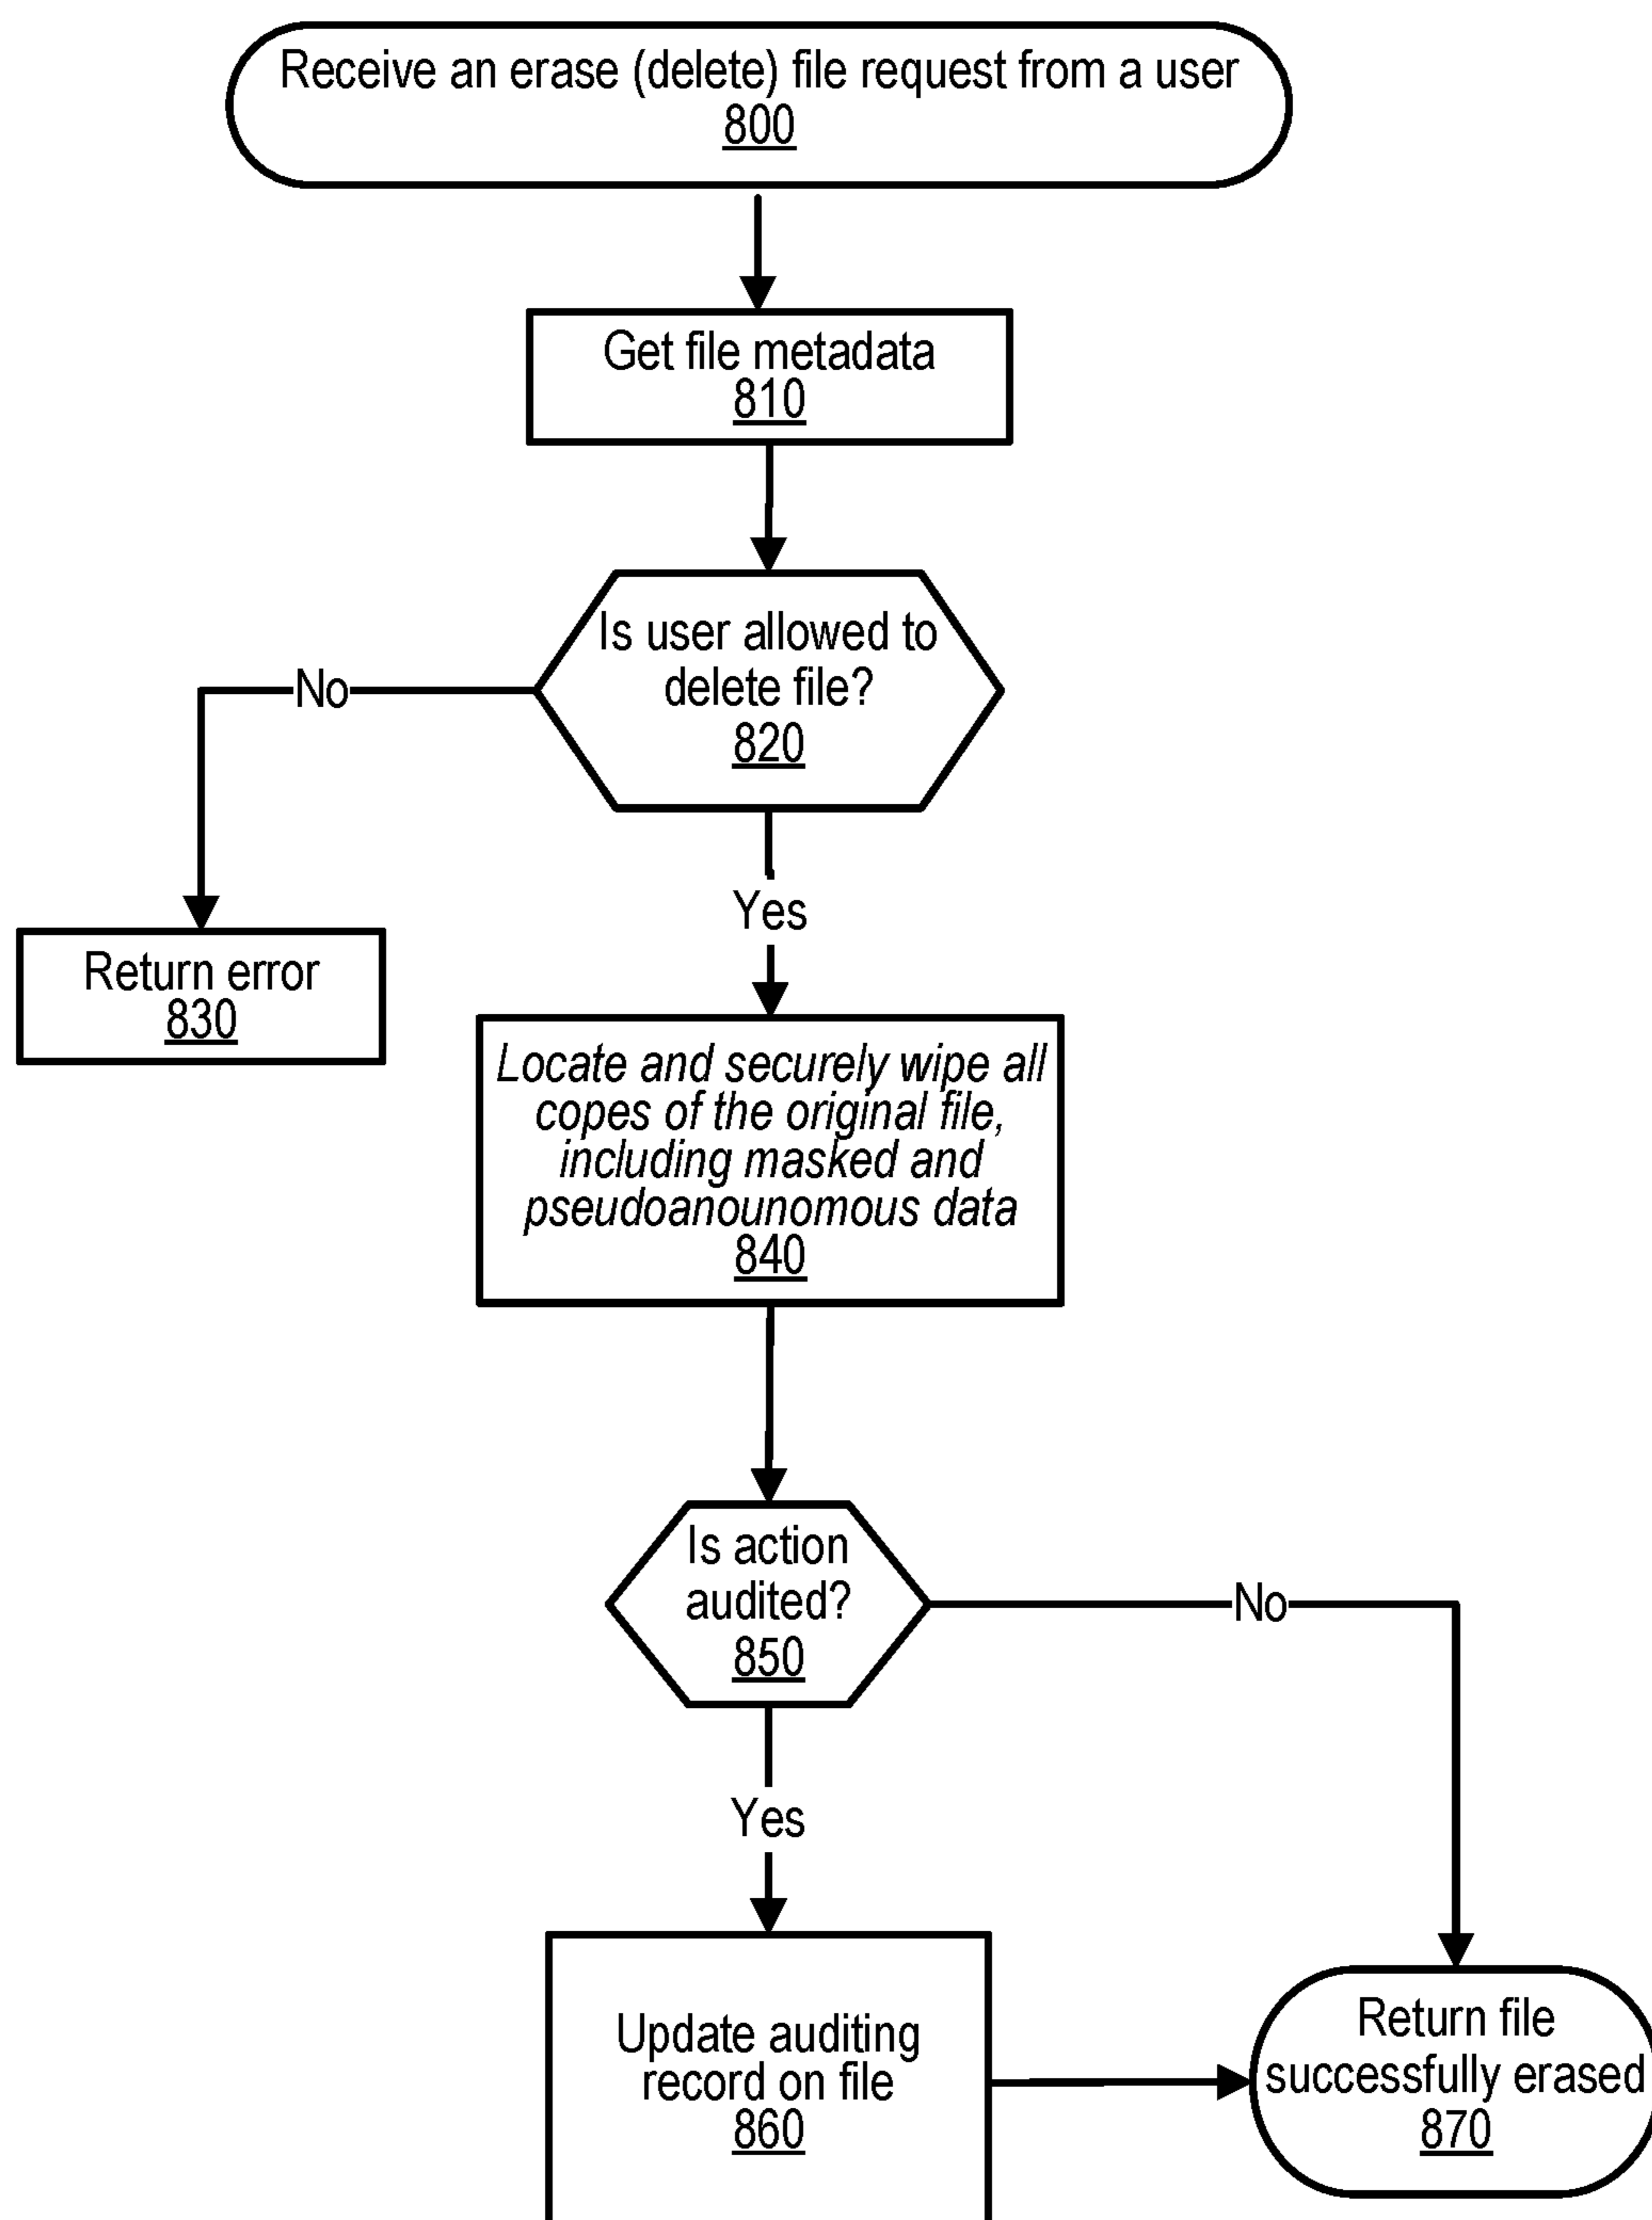 Receive an erase (delete) file request from a user
800
Get file metadata
810
Is user allowed to
delete file?
820
No
Yes
Return error
830
Locate and securely wipe all
copes of the original file,
including masked and
pseudoanounomous data
840
Is action
audited?
850
No
Yes
Update auditing
record on file
860
Return file
successfully erased
870